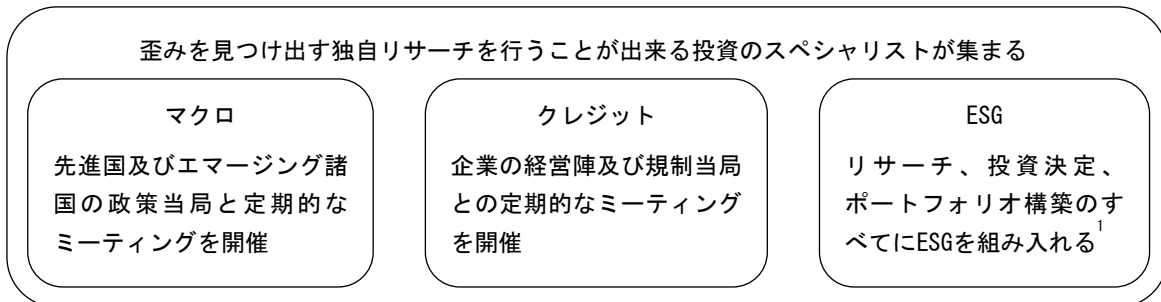 歪みを見つけ出す独自リサーチを行うことが出来る投資のスペシャリストが集まる
マクロ
先進国及びエマージング諸
国の政策当局と定期的な
ミーティングを開催
クレジット
企業の経営陣及び規制当局
との定期的なミーティング
を開催
ESG
リサーチ、投資決定、
ポートフォリオ構築のす
べてにESGを組み入れる1